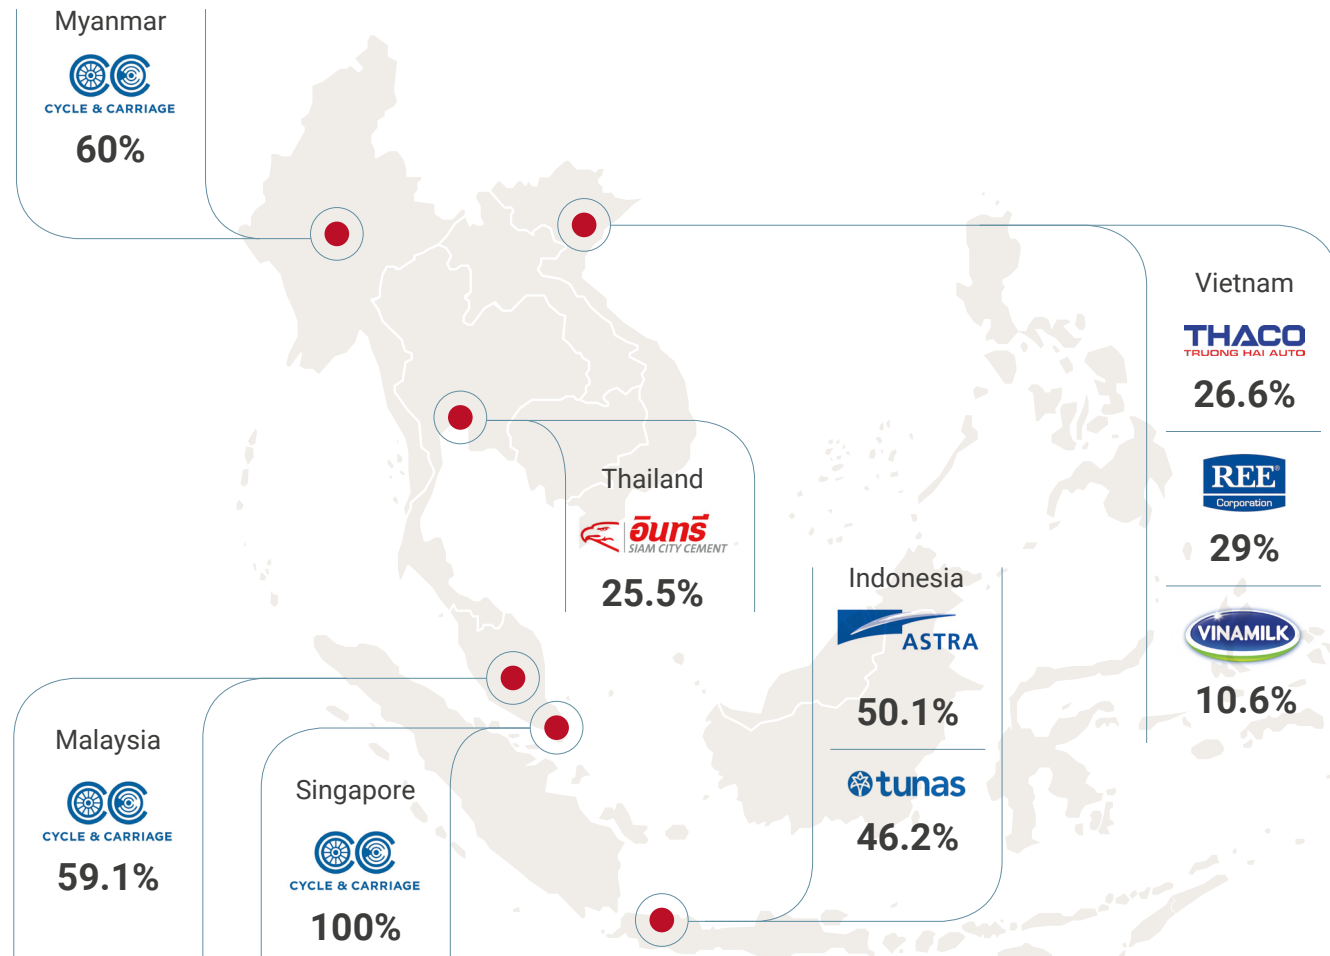 Myanmar
CYCLE & CARRIAGE
60%
Vietnam
THACO
TRUONG HAI AUTO
26.6%
REE®
Corporation
29%
VINAMILK
10.6%
Thailand
อินทรี
SIAM CITY CEMENT
25.5%
Indonesia
ASTRA
50.1%
tunas
46.2%
Malaysia
CYCLE & CARRIAGE
59.1%
Singapore
CYCLE & CARRIAGE
100%